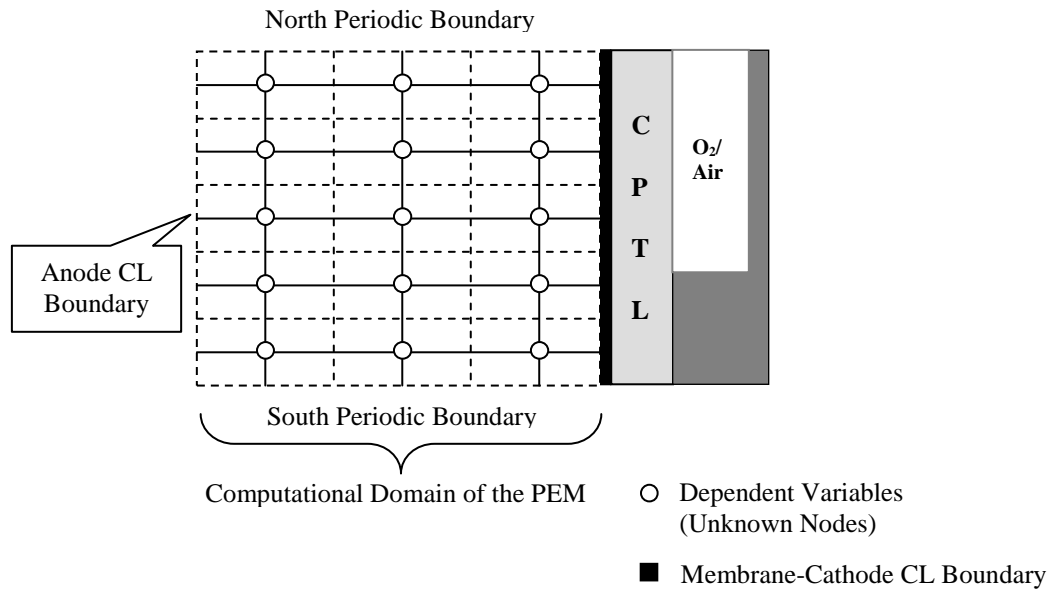 North Periodic Boundary
C
P
T
L
O₂/
Air
Anode CL
Boundary
South Periodic Boundary
Computational Domain of the PEM
Dependent Variables
(Unknown Nodes)
Membrane-Cathode CL Boundary